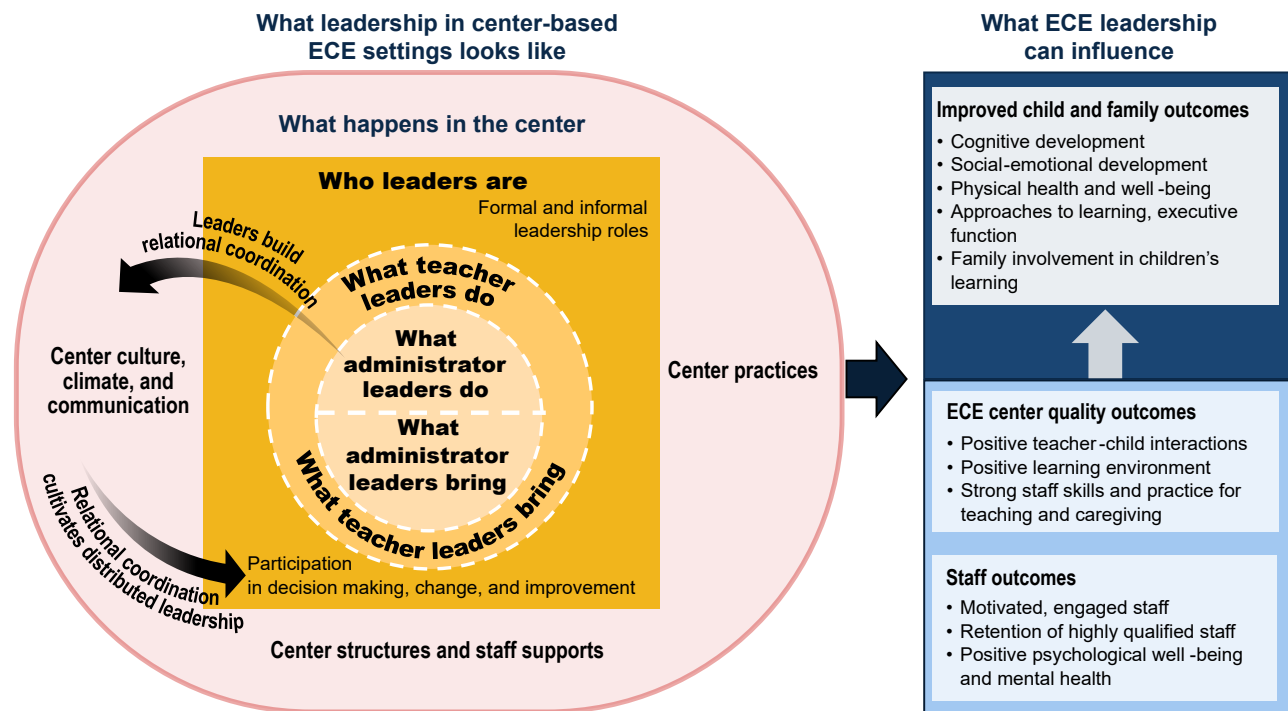 What leadership in center-based
ECE settings looks like
What happens in the center
Who leaders are
Formal and informal
leadership roles
Leaders build
relational coordination
What teacher
leaders do
What
administrator
leaders do
What
administrator
leaders bring
What teacher leaders bring
Center culture,
climate, and
communication
Center practices
Relational coordination
cultivates distributed leadership
Participation
in decision making, change, and improvement
Center structures and staff supports
What ECE leadership
can influence
Improved child and family outcomes
• Cognitive development
• Social-emotional development
• Physical health and well -being
• Approaches to learning, executive
function
• Family involvement in children's
learning
ECE center quality outcomes
• Positive teacher -child interactions
• Positive learning environment
• Strong staff skills and practice for
teaching and caregiving
Staff outcomes
• Motivated, engaged staff
• Retention of highly qualified staff
• Positive psychological well -being
and mental health